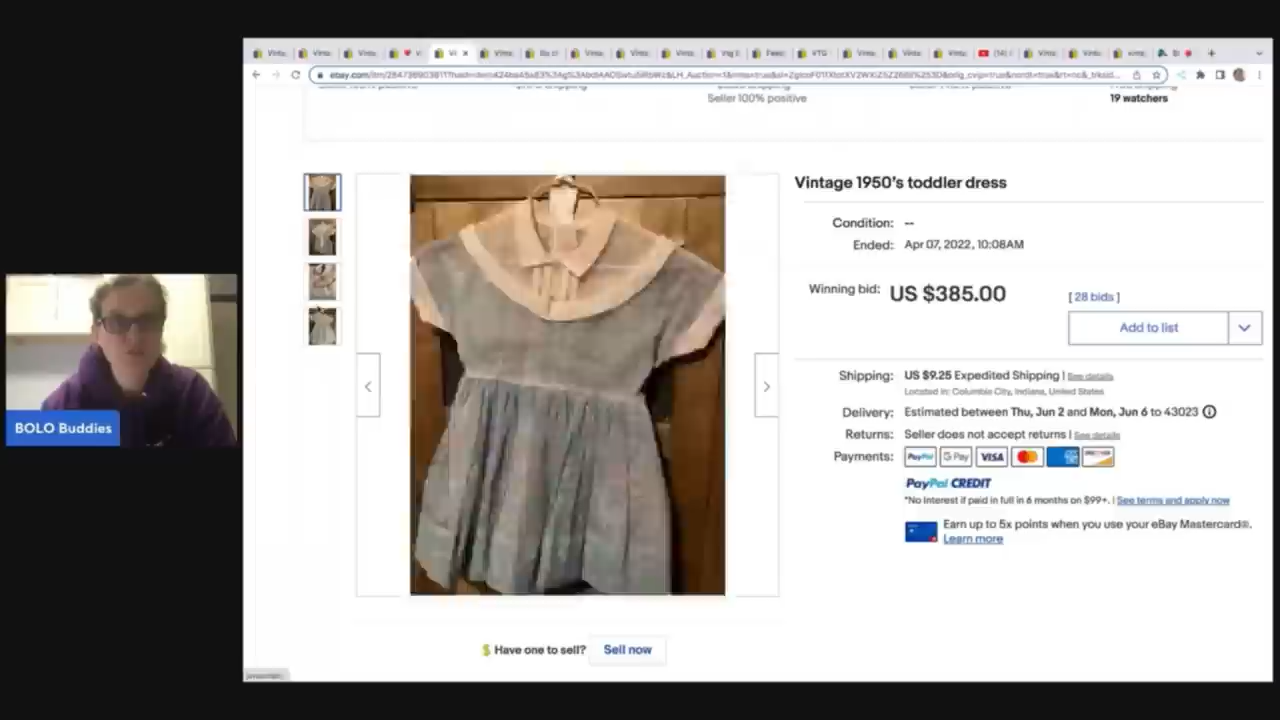 Seller 100% positive
19 watchers
Vintage 1950's toddler dress
Condition: --
Ended: Apr 07, 2022, 10:08AM
Winning bid: US $385.00 [ 28 bids ]
Add to list
Shipping: US $9.25 Expedited Shipping | See details
Located in: Columbia City, Indiana, United States
Delivery: Estimated between Thu, Jun 2 and Mon, Jun 6 to 43023
Returns: Seller does not accept returns | See details
Payments: PayPal G Pay VISA
PayPal CREDIT
*No Interest if paid in full in 6 months on $99+. | See terms and apply now
Earn up to 5x points when you use your eBay Mastercard®.
Learn more
Have one to sell? Sell now
BOLO Buddies